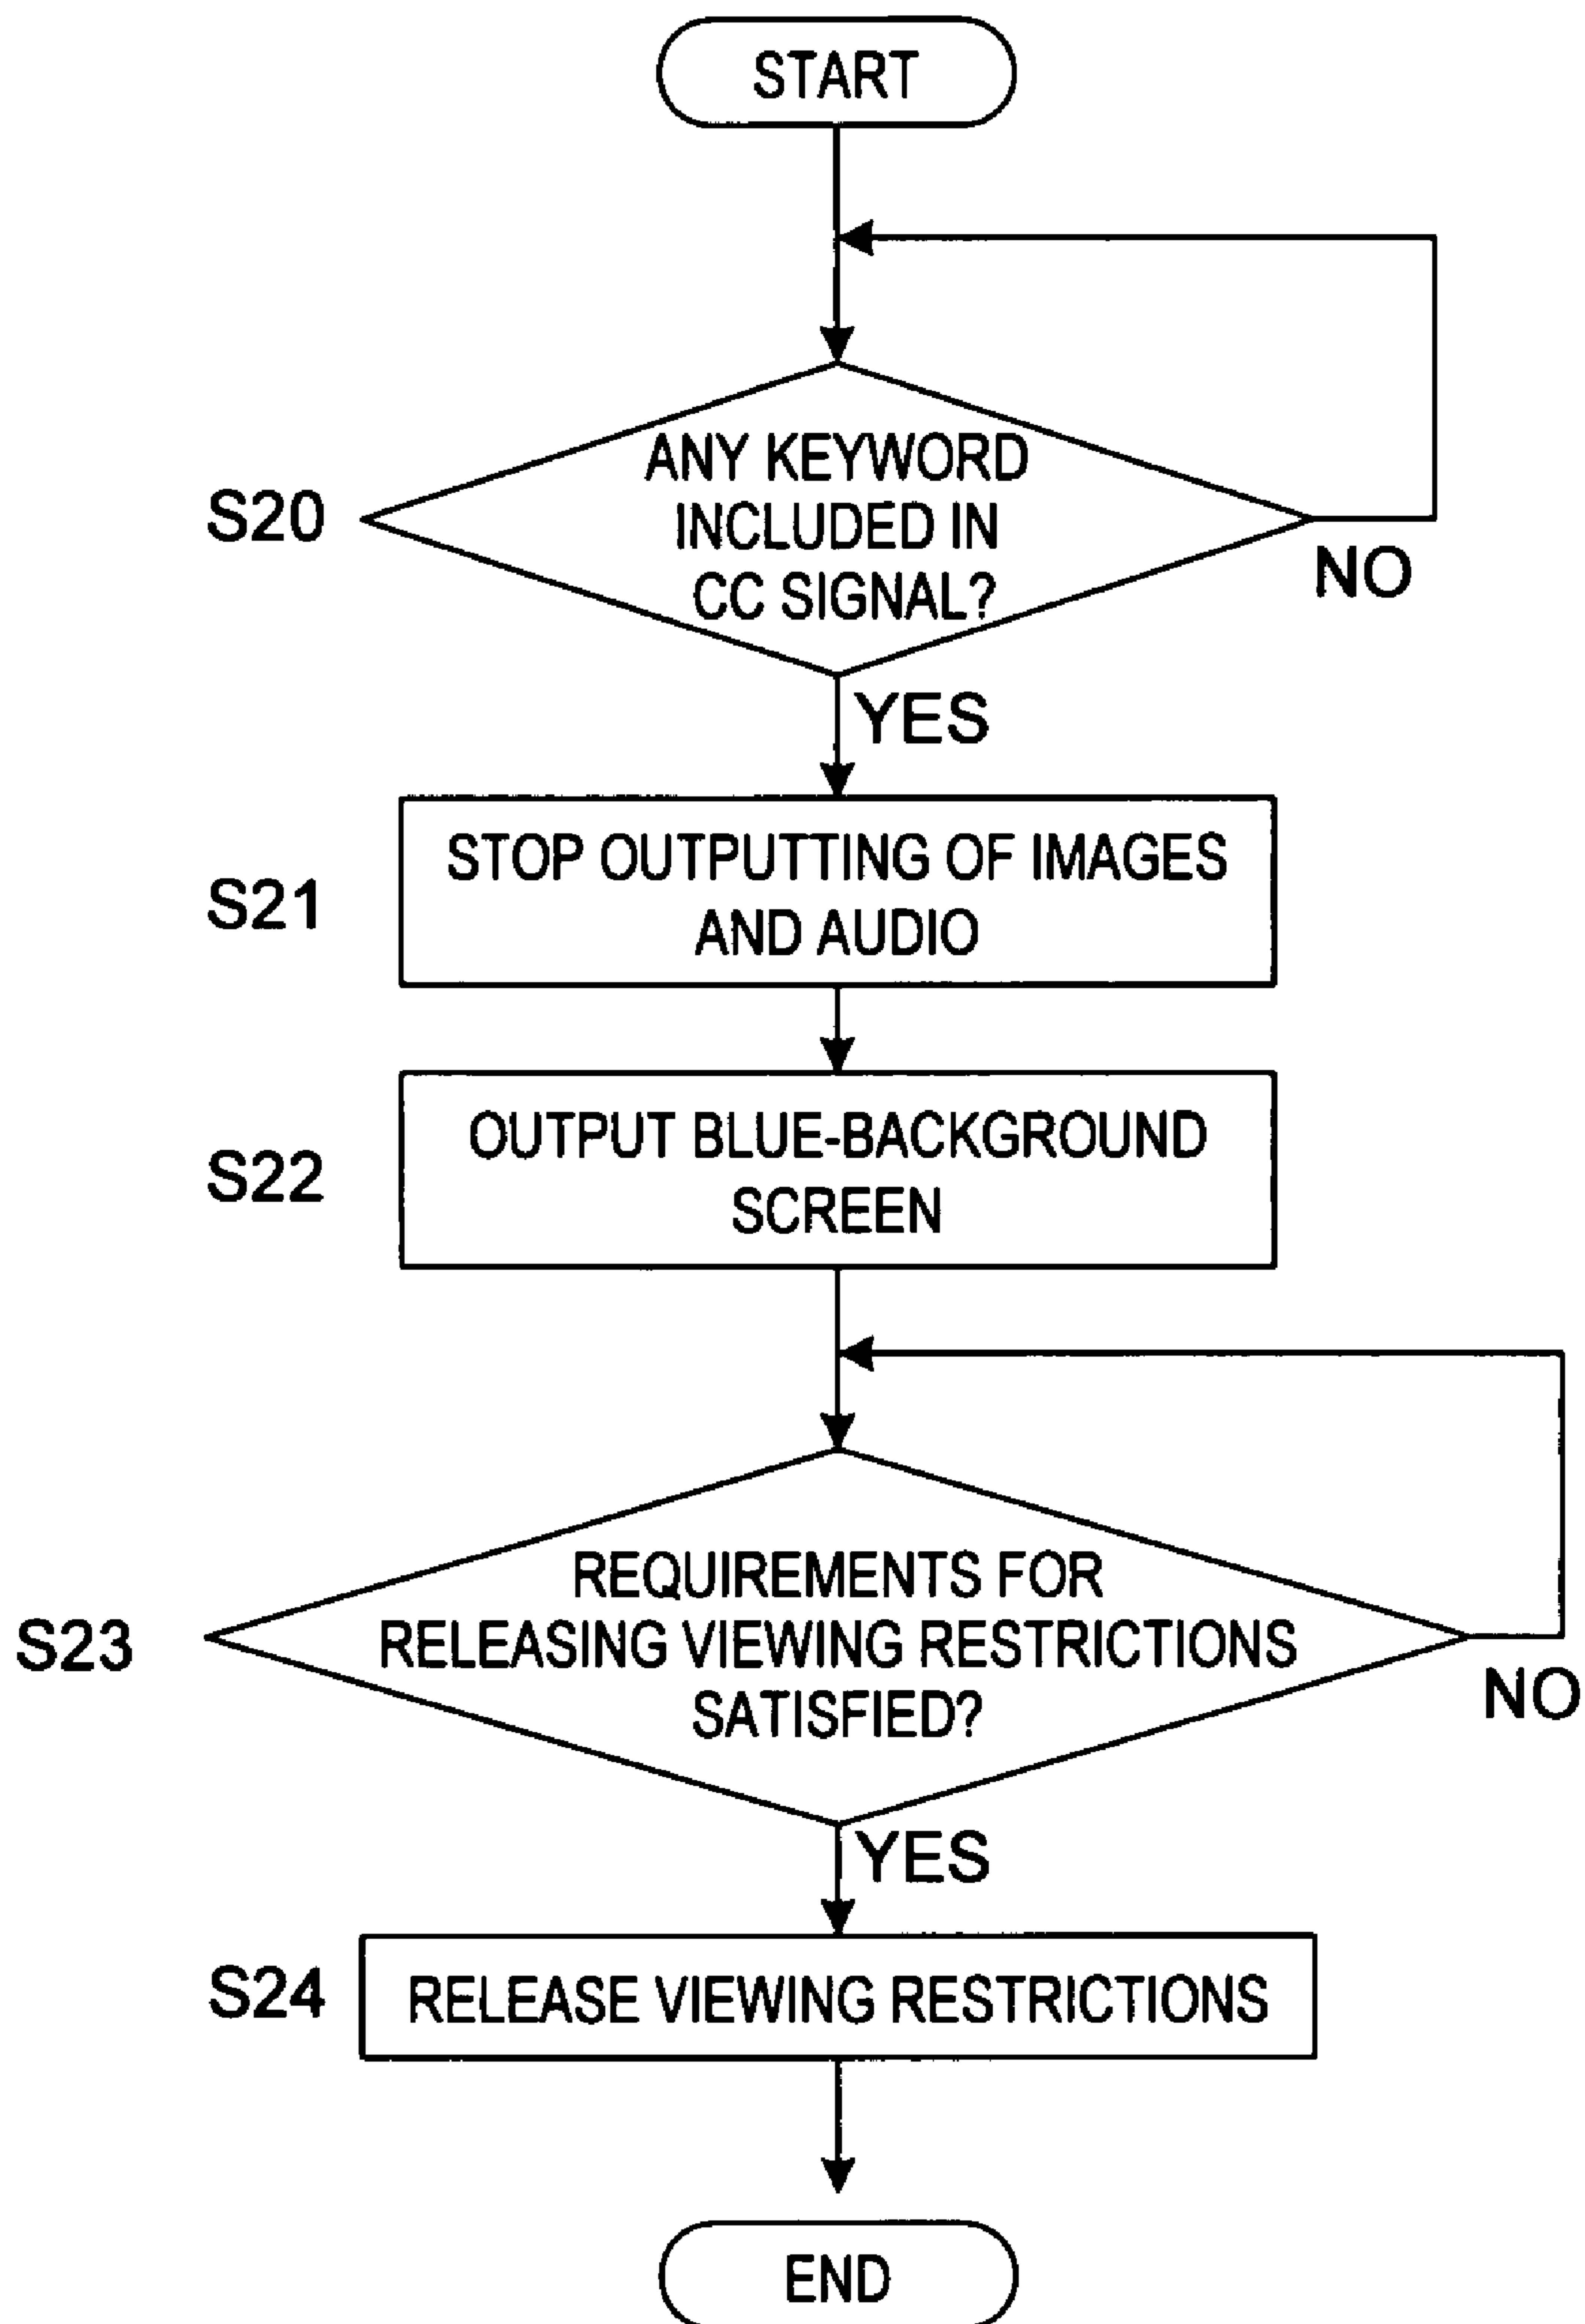 START
S20
ANY KEYWORD
INCLUDED IN
CC SIGNAL?
NO
YES
S21
STOP OUTPUTTING OF IMAGES
AND AUDIO
S22
OUTPUT BLUE-BACKGROUND
SCREEN
S23
REQUIREMENTS FOR
RELEASING VIEWING RESTRICTIONS
SATISFIED?
NO
YES
S24
RELEASE VIEWING RESTRICTIONS
END